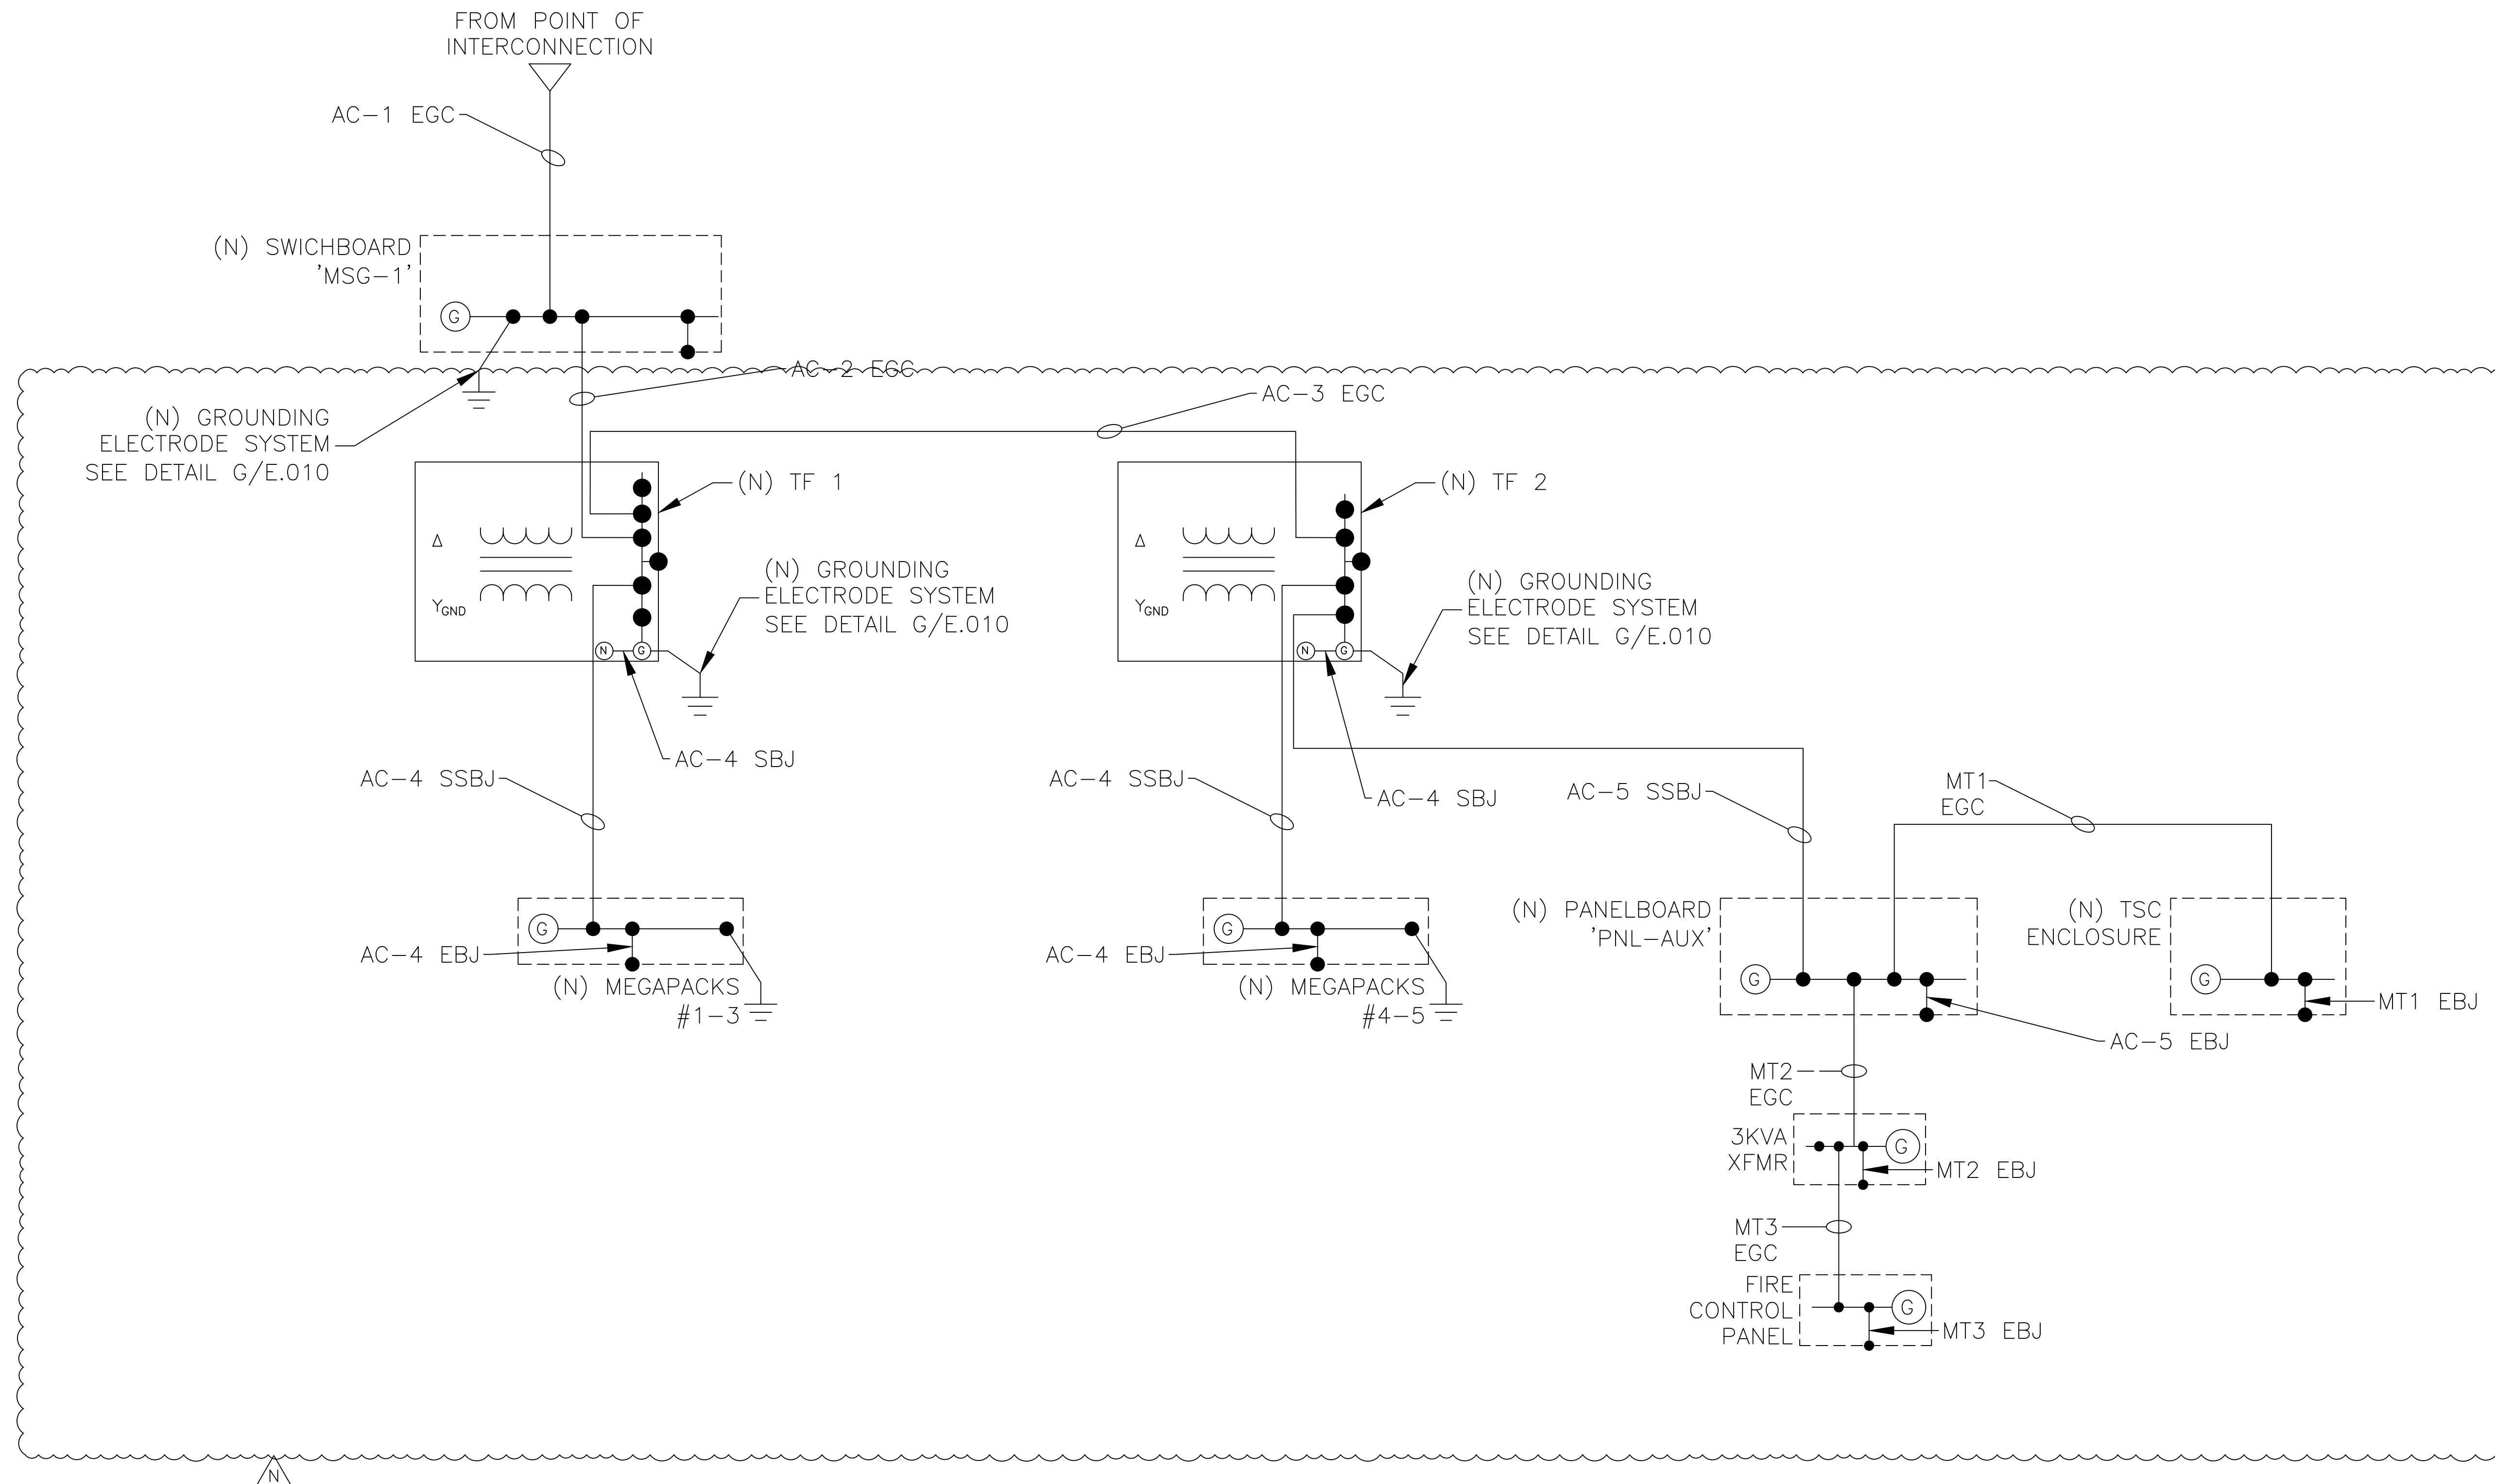 FROM POINT OF
INTERCONNECTION
AC-1 EGC
(N) SWICHBOARD
'MSG-1'
G
AC-2 EGC
AC-3 EGC
(N) GROUNDING
ELECTRODE SYSTEM
SEE DETAIL G/E.010
(N) TF 1
(N) TF 2
Δ
Y GND
N
G
(N) GROUNDING
ELECTRODE SYSTEM
SEE DETAIL G/E.010
Δ
Y GND
N
G
(N) GROUNDING
ELECTRODE SYSTEM
SEE DETAIL G/E.010
AC-4 SBJ
AC-4 SSBJ
AC-4 SSBJ
AC-4 SBJ
AC-5 SSBJ
MT1
EGC
G
AC-4 EBJ
(N) MEGAPACKS
#1-3
G
AC-4 EBJ
(N) MEGAPACKS
#4-5
(N) PANELBOARD
'PNL-AUX'
G
(N) TSC
ENCLOSURE
G
MT1 EBJ
AC-5 EBJ
MT2
EGC
3KVA
XFMR
G
MT2 EBJ
MT3
EGC
FIRE
CONTROL
PANEL
G
MT3 EBJ
N